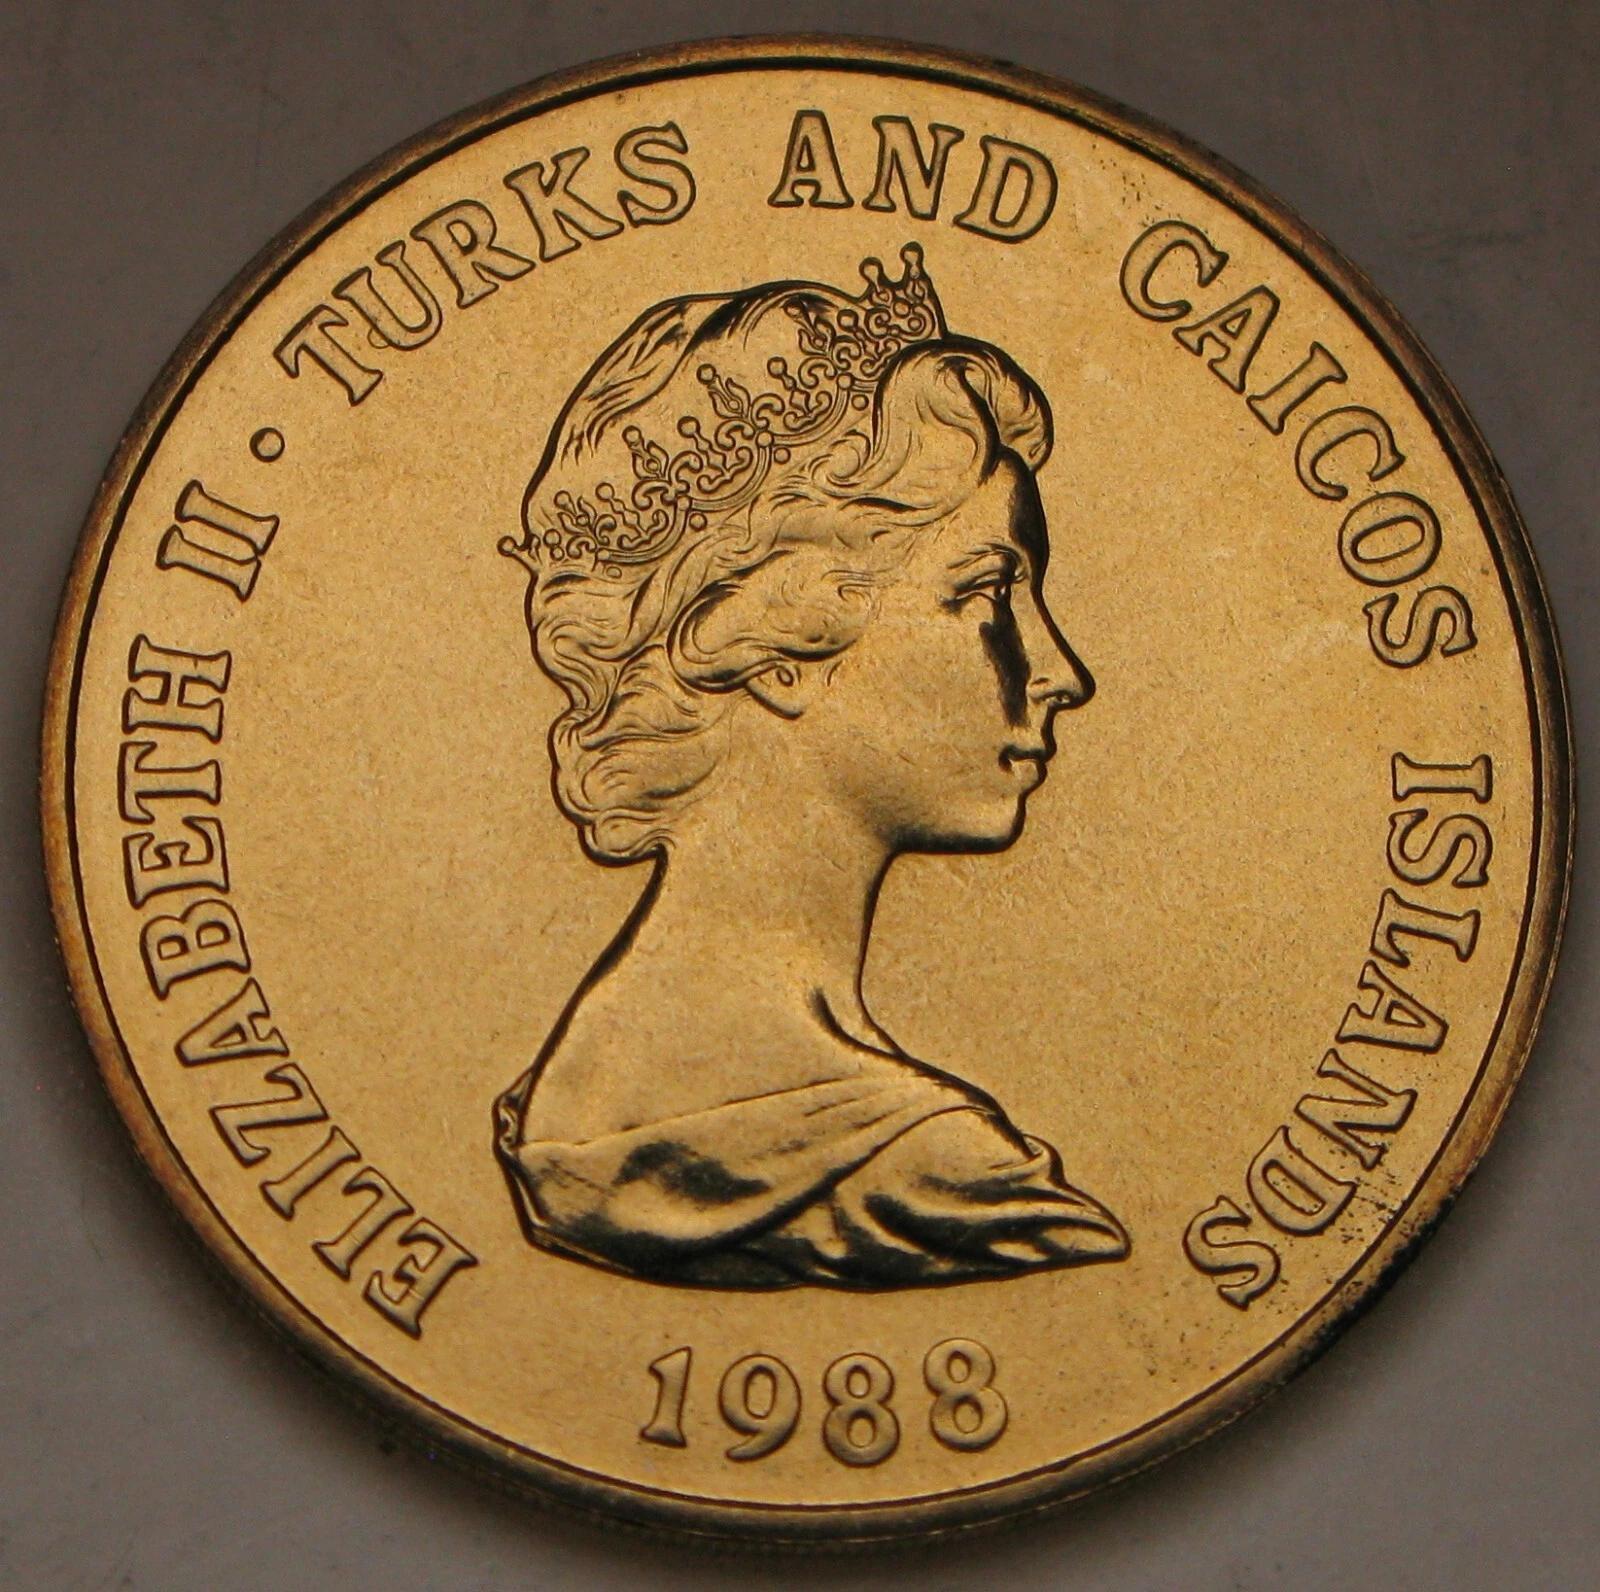 ELIZABETH II · TURKS AND CAICOS ISLANDS
1988